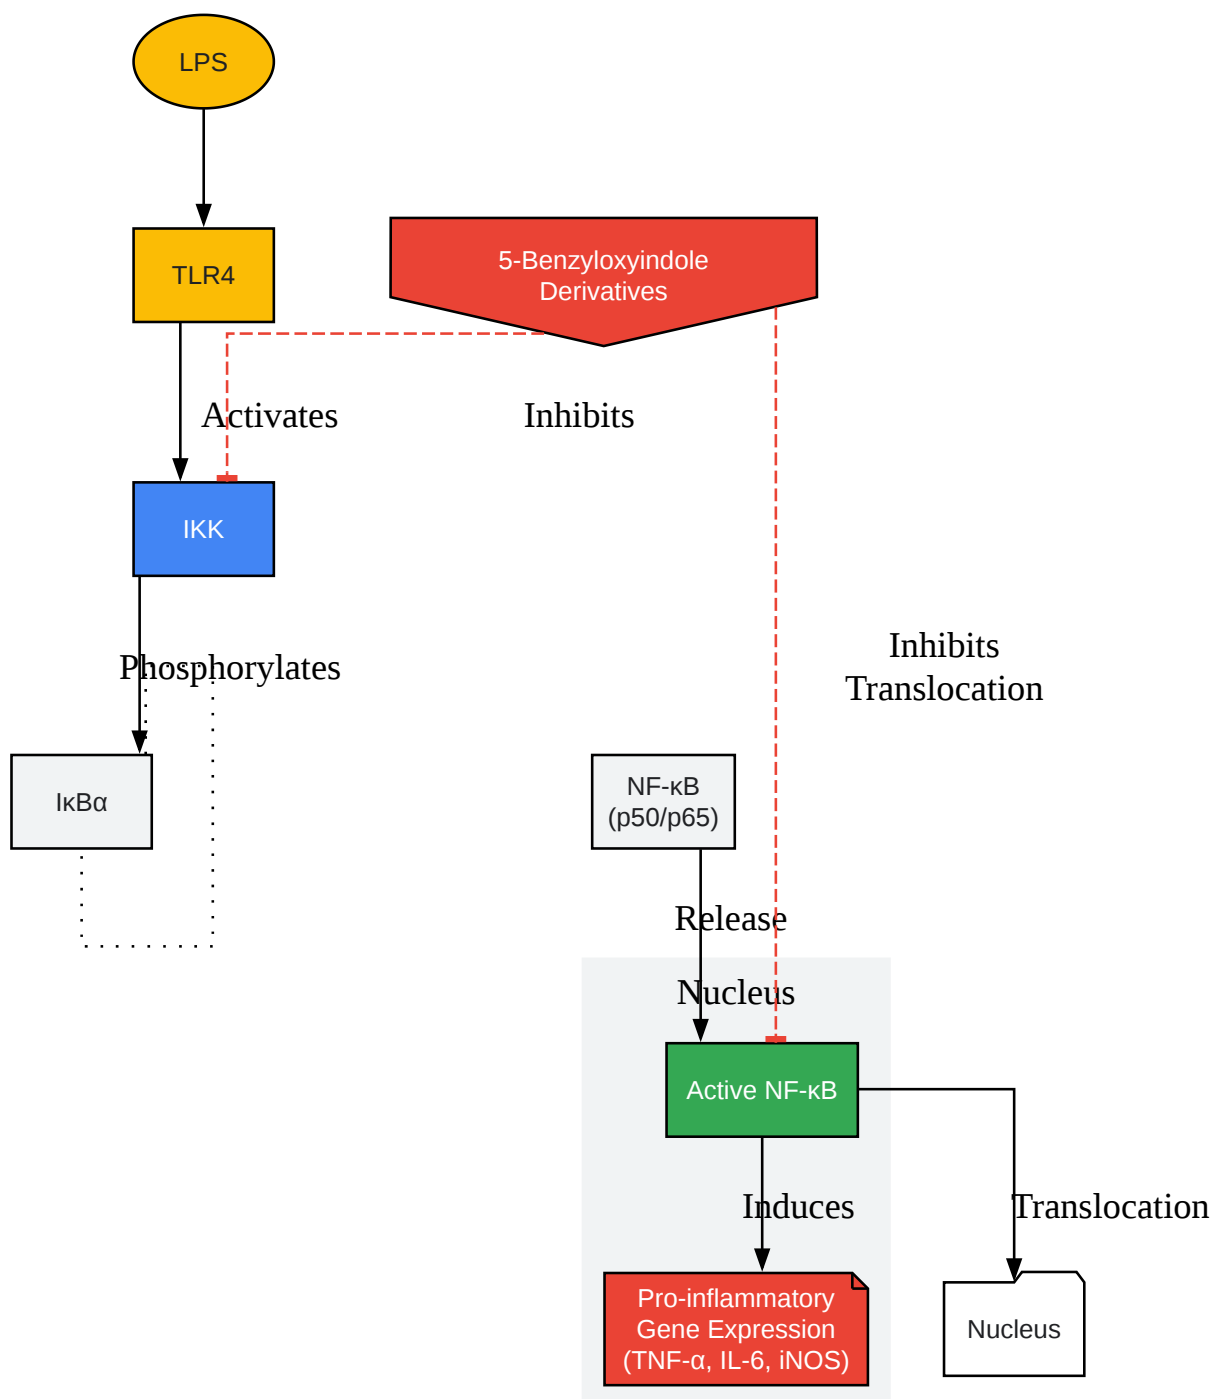 LPS
TLR4
5-Benzyloxyindole
Derivatives
Activates
Inhibits
IKK
Phosphorylates
Inhibits
Translocation
IκBα
NF-κB
(p50/p65)
Release
Nucleus
Active NF-κB
Induces
Translocation
Pro-inflammatory
Gene Expression
(TNF-α, IL-6, iNOS)
Nucleus